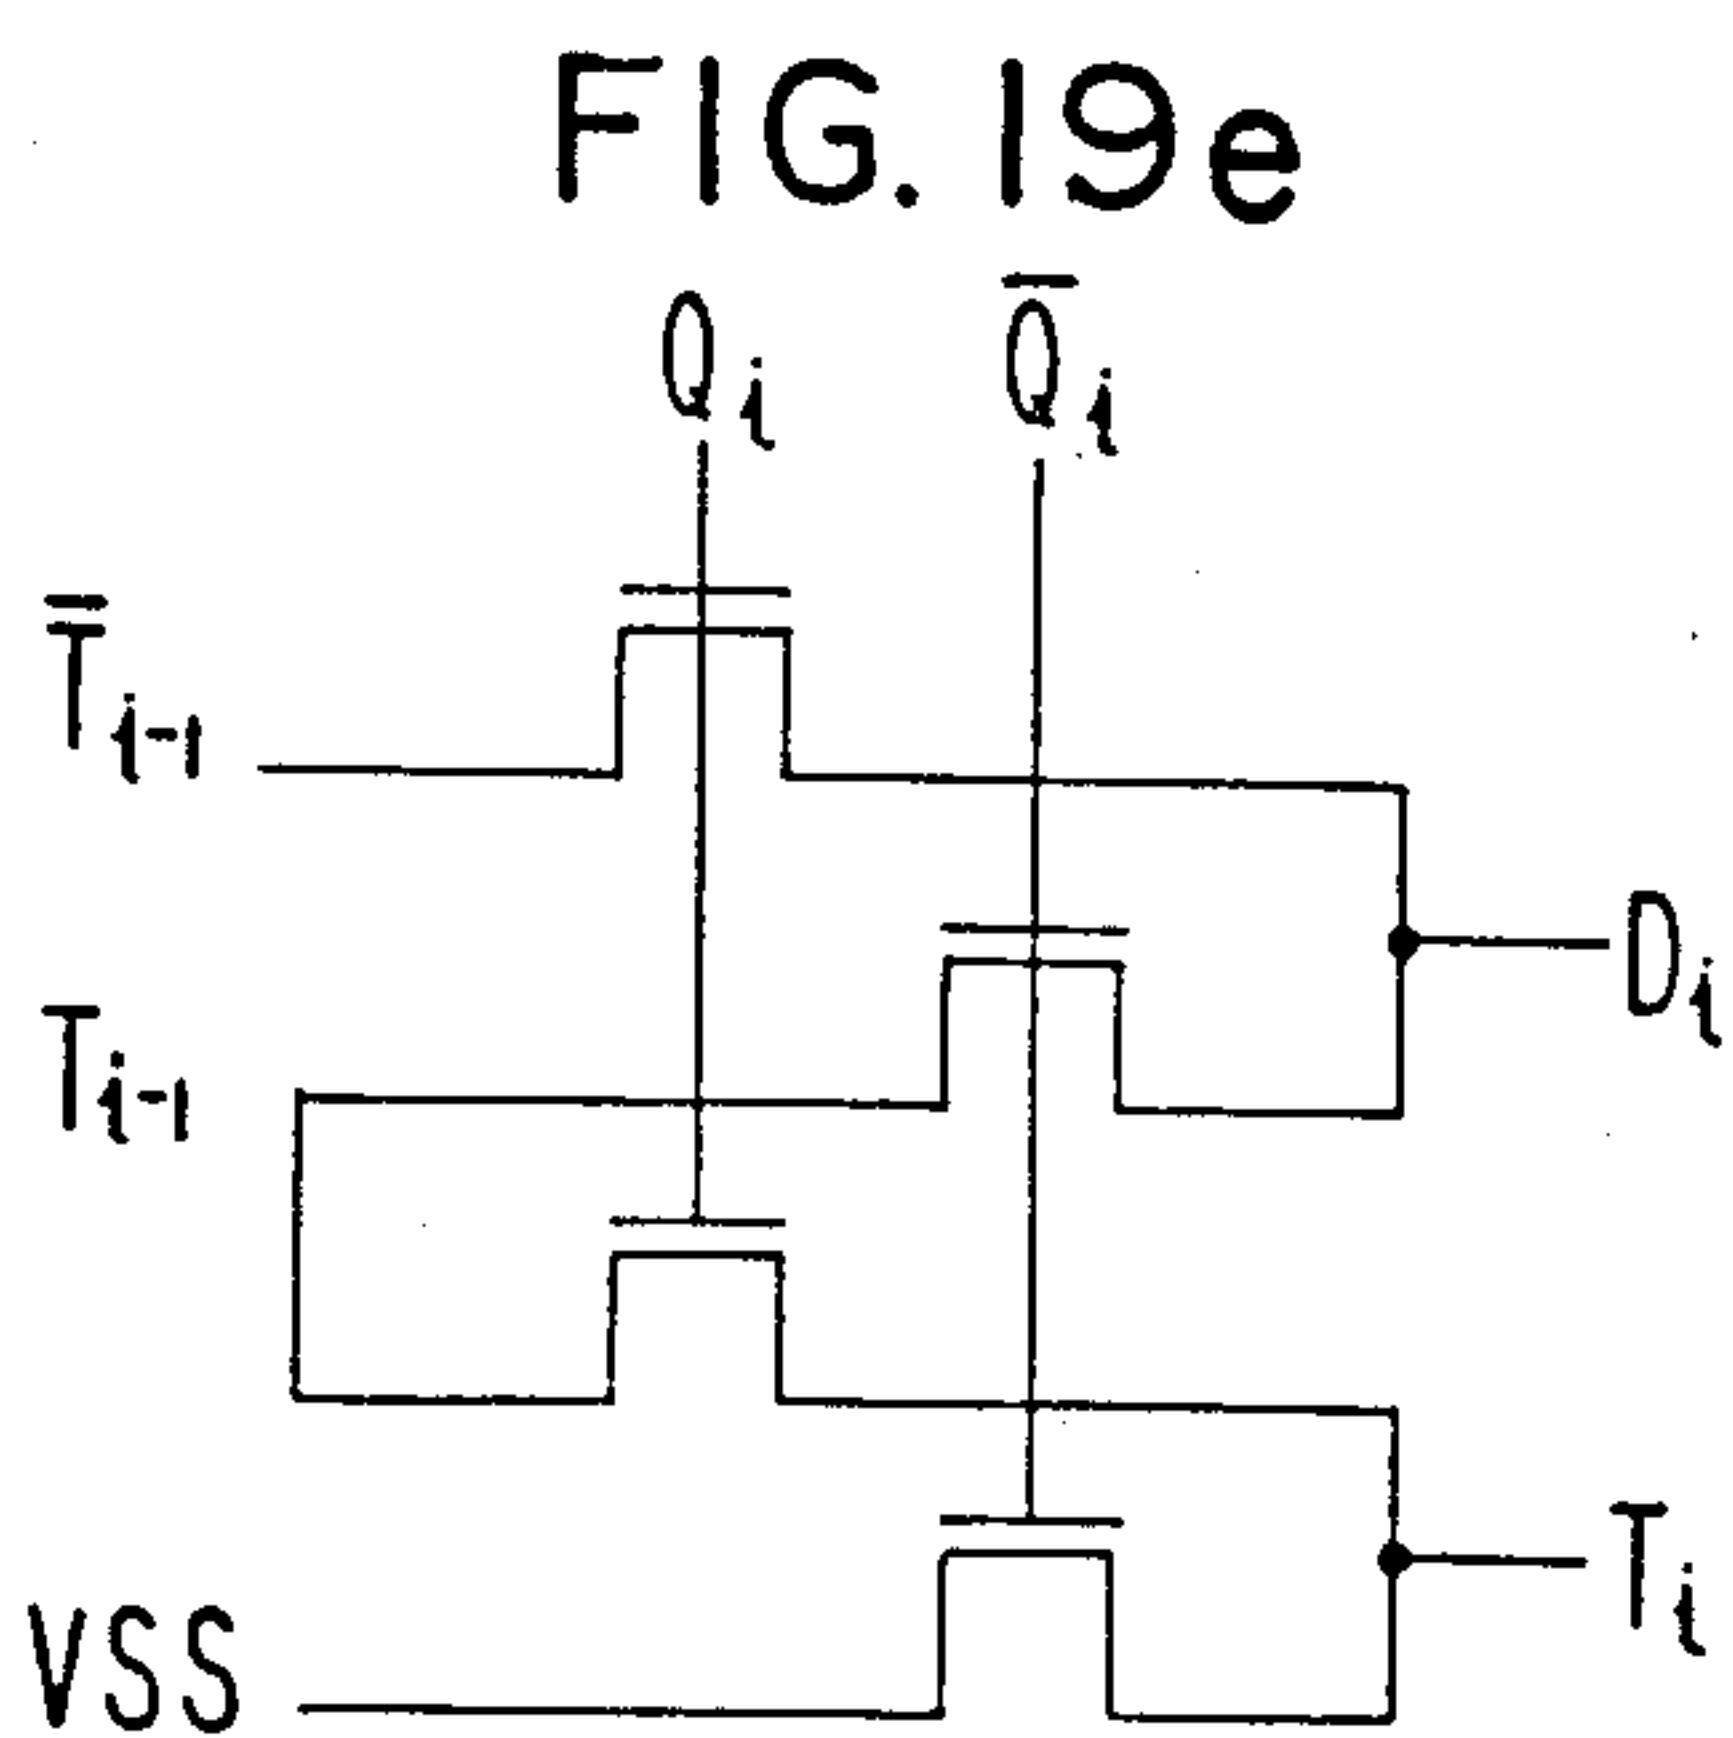 FIG. 19e
Qᵢ Q̅ᵢ
T̅ᵢ₋₁
Dᵢ
Tᵢ₋₁
Tᵢ
VSS